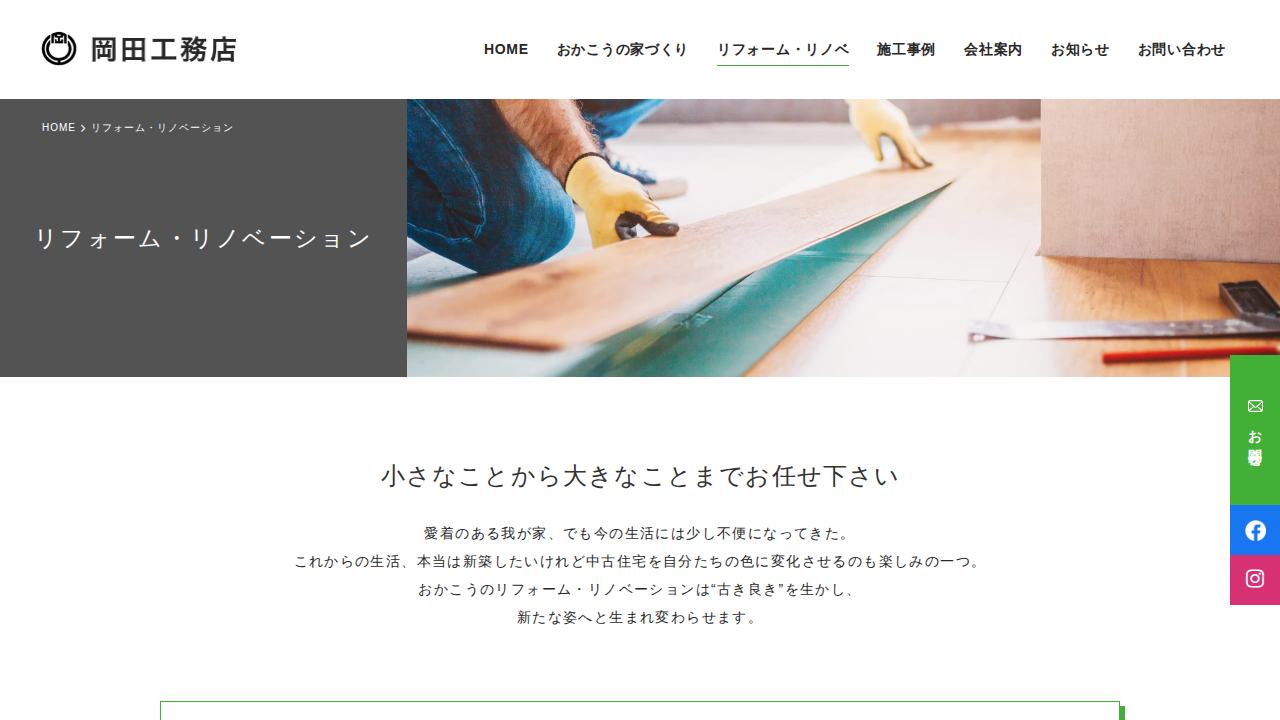 岡田工務店
HOME おかこうの家づくり リフォーム・リノベ 施工事例 会社案内 お知らせ お問い合わせ
HOME リフォーム・リノベーション
リフォーム・リノベーション
小さなことから大きなことまでお任せ下さい
愛着のある我が家、でも今の生活には少し不便になってきた。
これからの生活、本当は新築したいけれど中古住宅を自分たちの色に変化させるのも楽しみの一つ。
おかこうのリフォーム・リノベーションは“古き良き”を生かし、
新たな姿へと生まれ変わらせます。